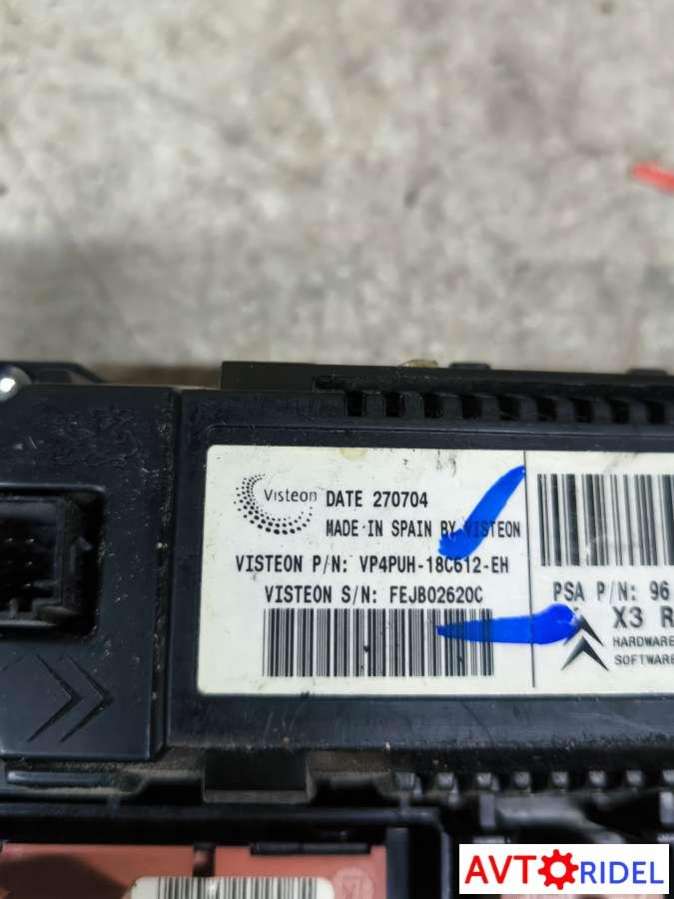 Visteon
DATE 270704
MADE IN SPAIN BY VISTEON
VISTEON P/N: VP4PUH-18C612-EH
VISTEON S/N: FEJB02620C
PSA P/N: 96
X3 R
HARDWARE
SOFTWARE
AVTORIDEL